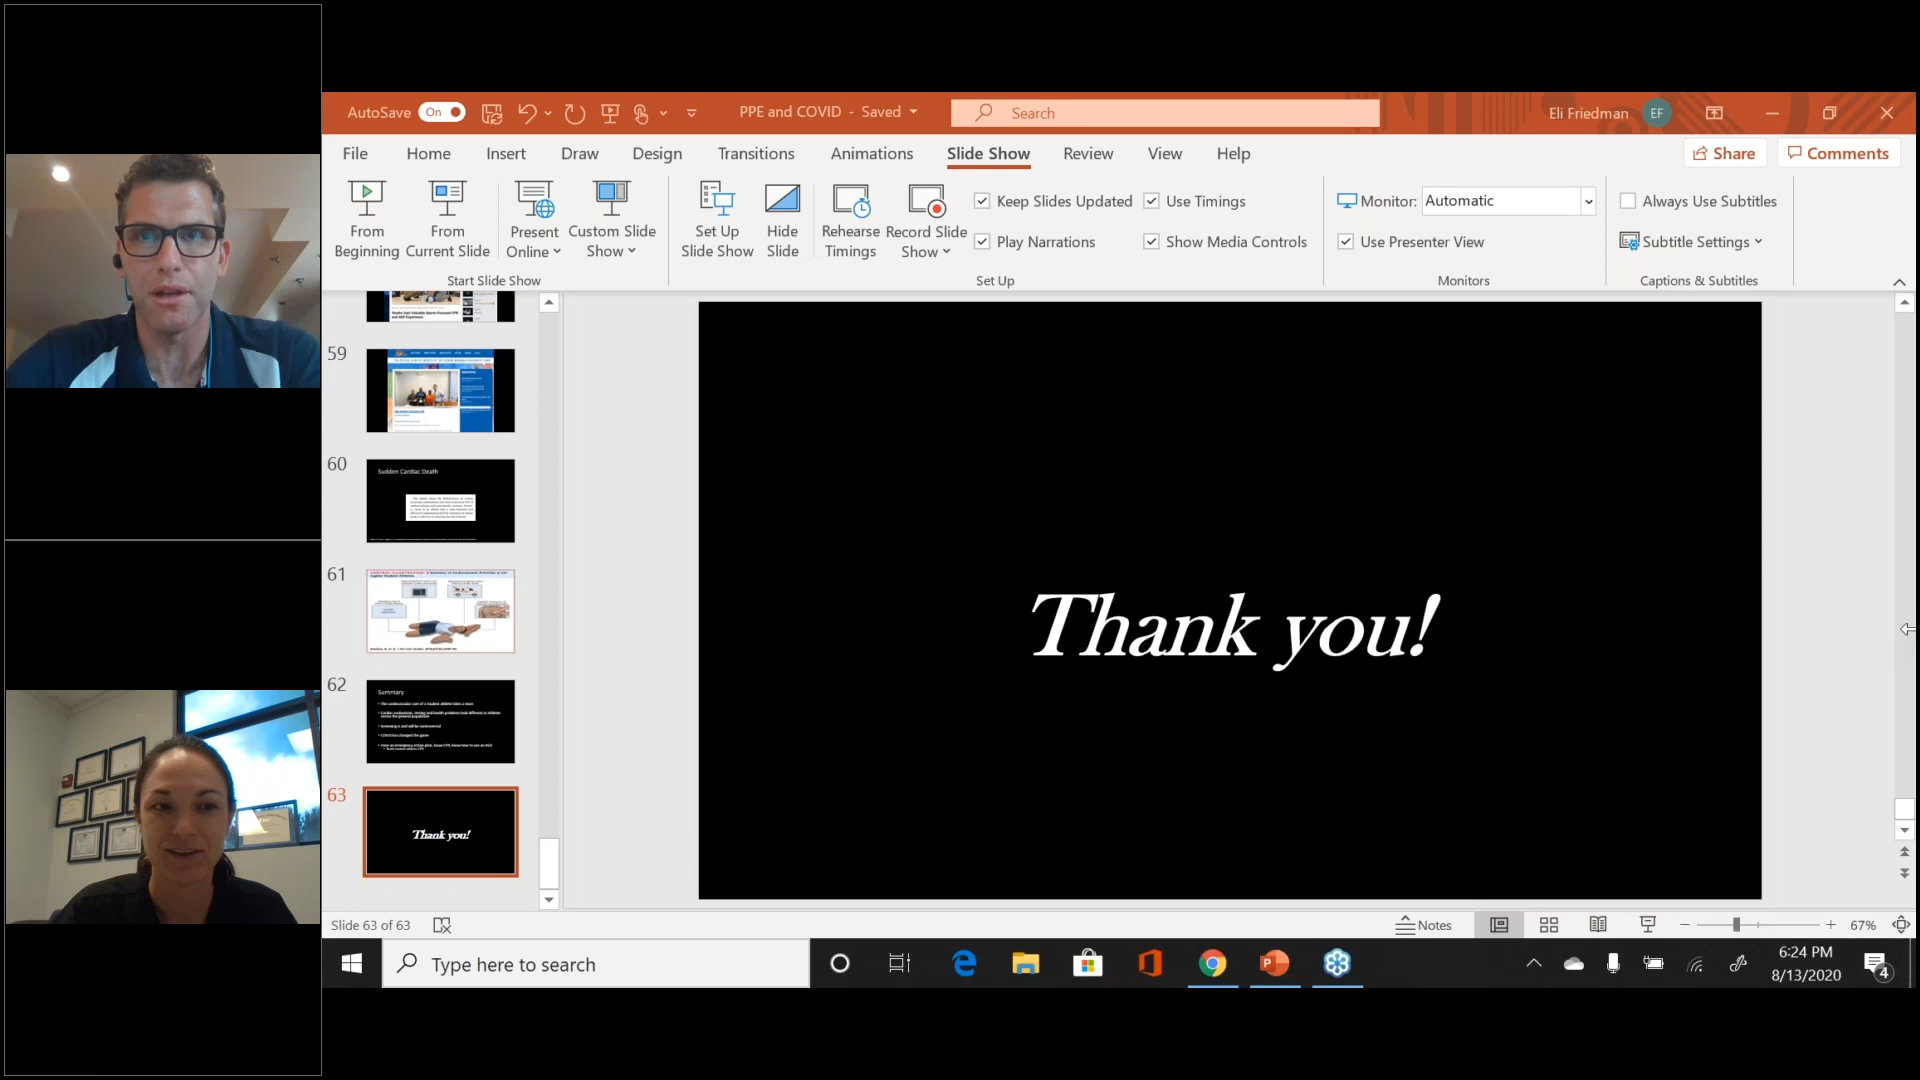 AutoSave On
PPE and COVID - Saved
Search
Eli Friedman EF
File Home Insert Draw Design Transitions Animations Slide Show Review View Help
Share Comments
From Beginning
From Current Slide
Present Online
Custom Slide Show
Set Up Slide Show
Hide Slide
Rehearse Timings
Record Slide Show
Keep Slides Updated
Play Narrations
Use Timings
Show Media Controls
Monitor: Automatic
Use Presenter View
Always Use Subtitles
Subtitle Settings
Start Slide Show
Set Up
Monitors
Captions & Subtitles
59
60
Sudden Cardiac Death
61
62
Summary
63
Thank you!
Thank you!
Slide 63 of 63
Notes
67%
Type here to search
6:24 PM
8/13/2020
4